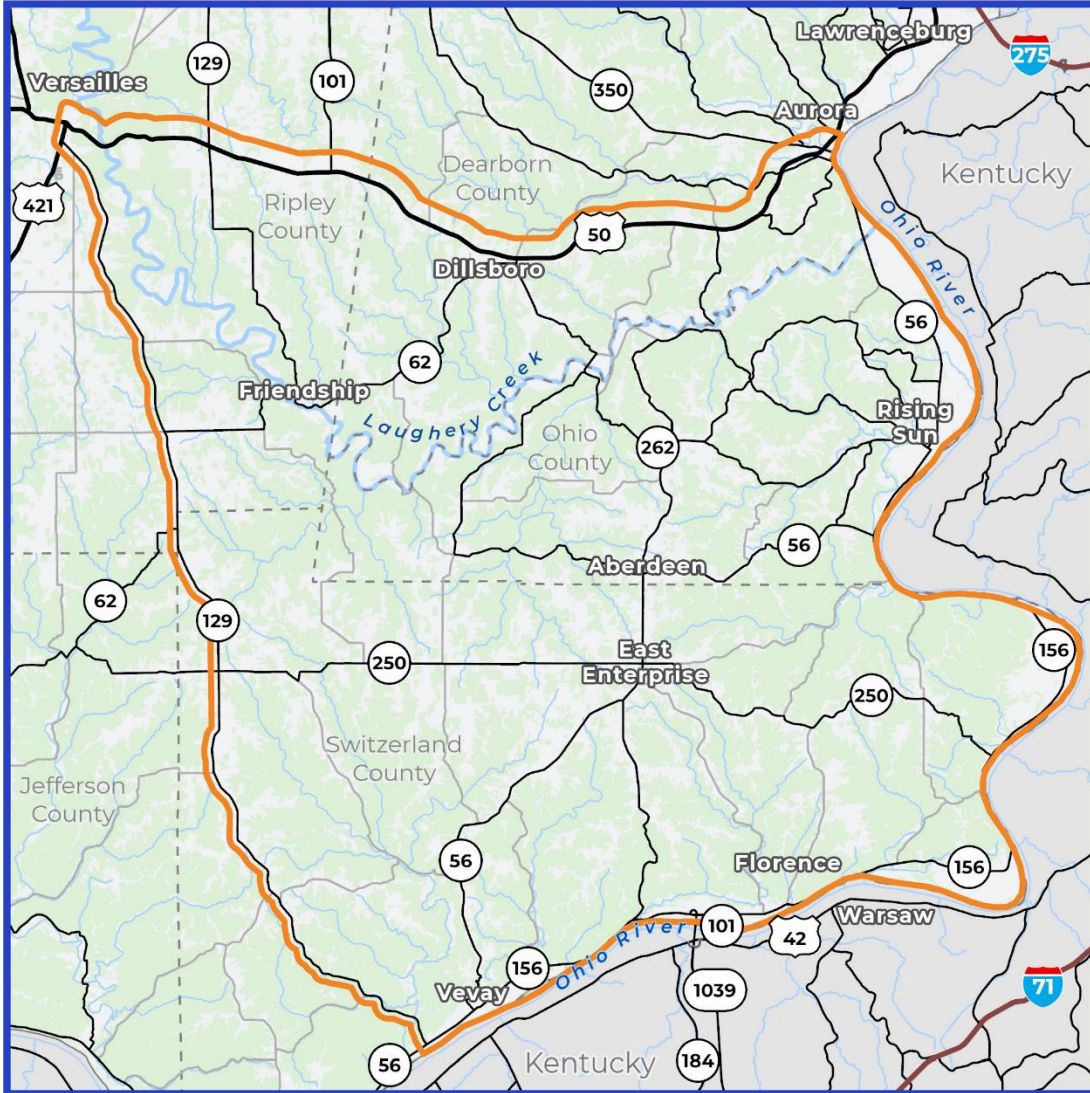 Lawrenceburg
275
Versailles
129
101
350
Aurora
Kentucky
Dearborn
County
421
Ripley
County
50
Ohio River
Dillsboro
56
62
Friendship
Laughery Creek
Rising
Sun
Ohio
County
262
56
Aberdeen
62
129
East
Enterprise
250
156
250
Switzerland
County
Jefferson
County
56
Florence
156
Warsaw
101
42
Ohio River
156
Vevay
1039
71
56
Kentucky
184